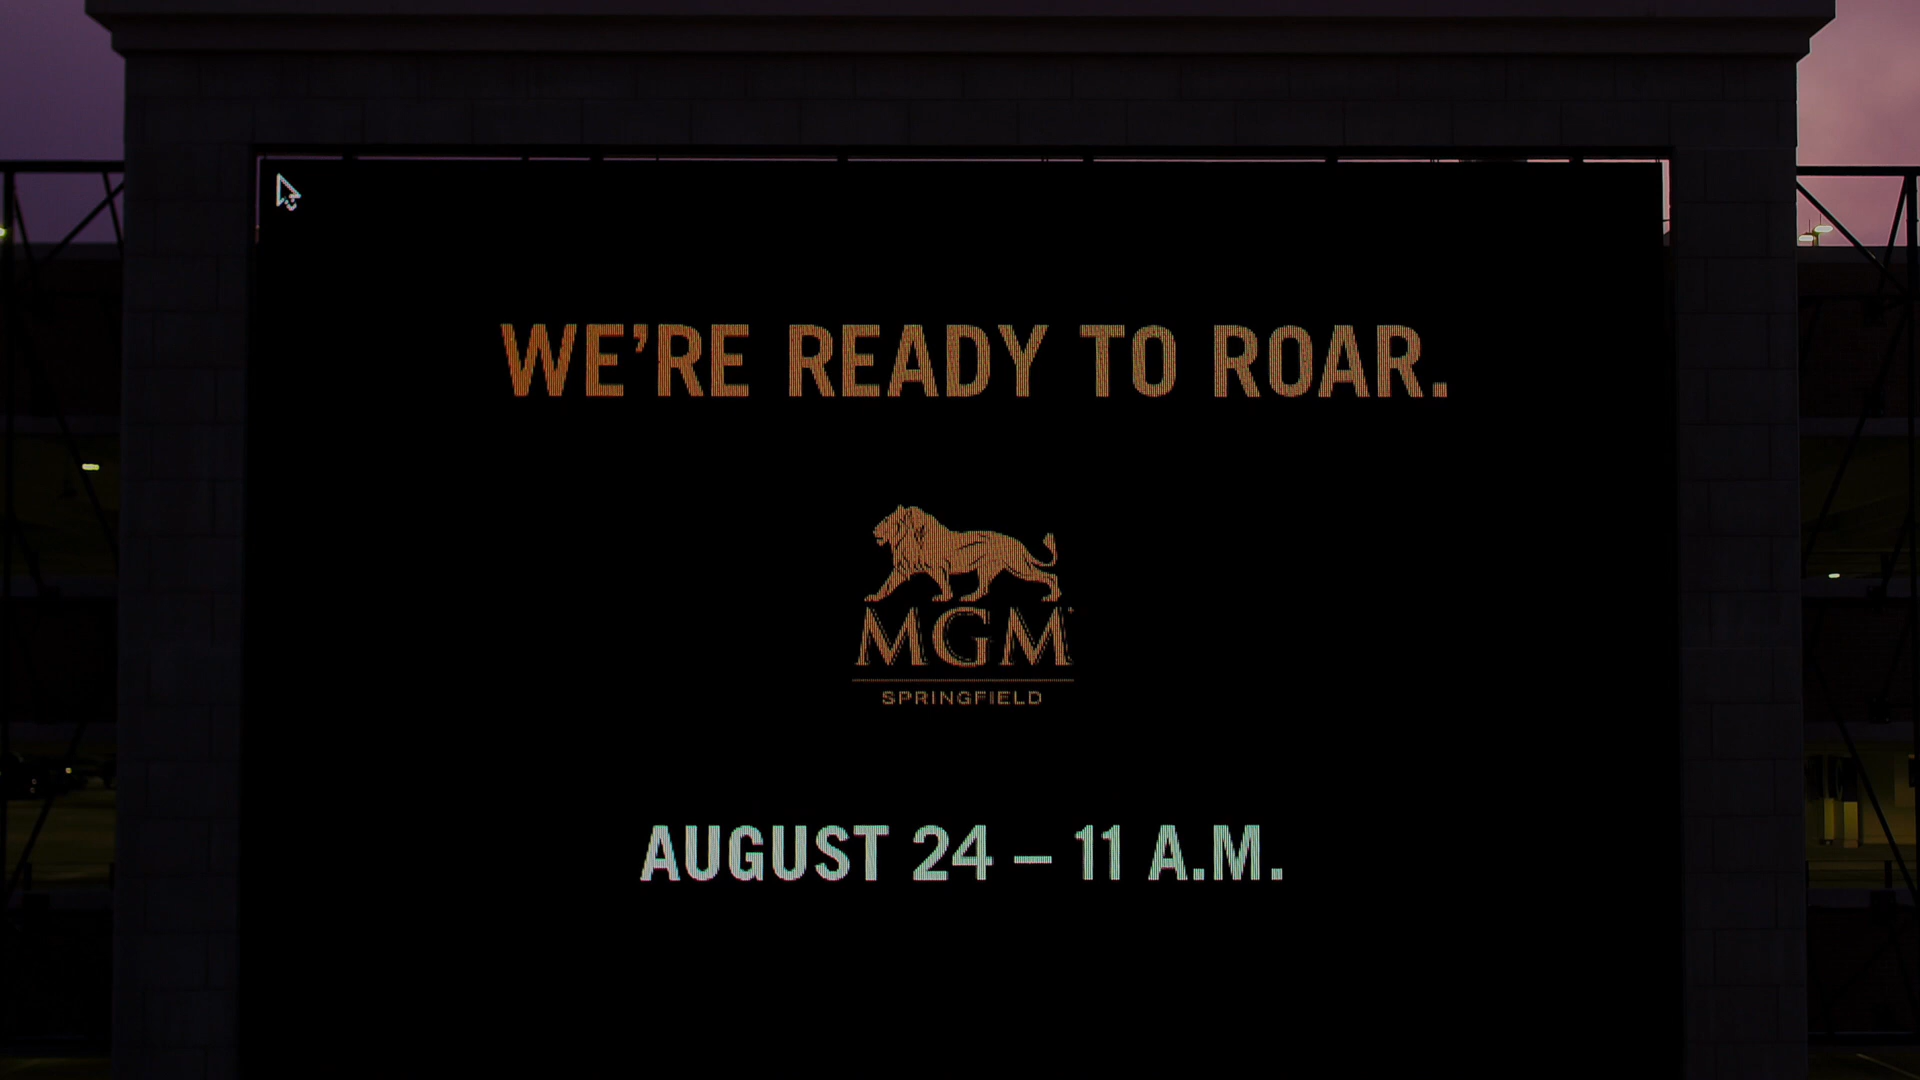 WE'RE READY TO ROAR.
MGM
SPRINGFIELD
AUGUST 24 – 11 A.M.